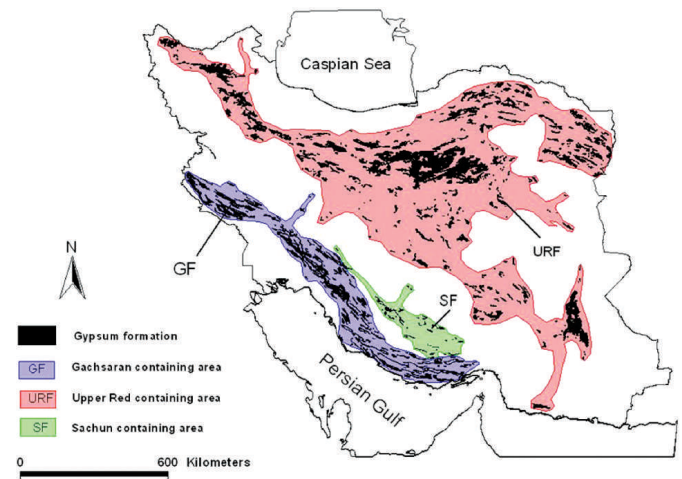 Caspian Sea
URF
GF
SF
N
Persian Gulf
Gypsum formation
GF Gachsaran containing area
URF Upper Red containing area
SF Sachun containing area
0 600 Kilometers